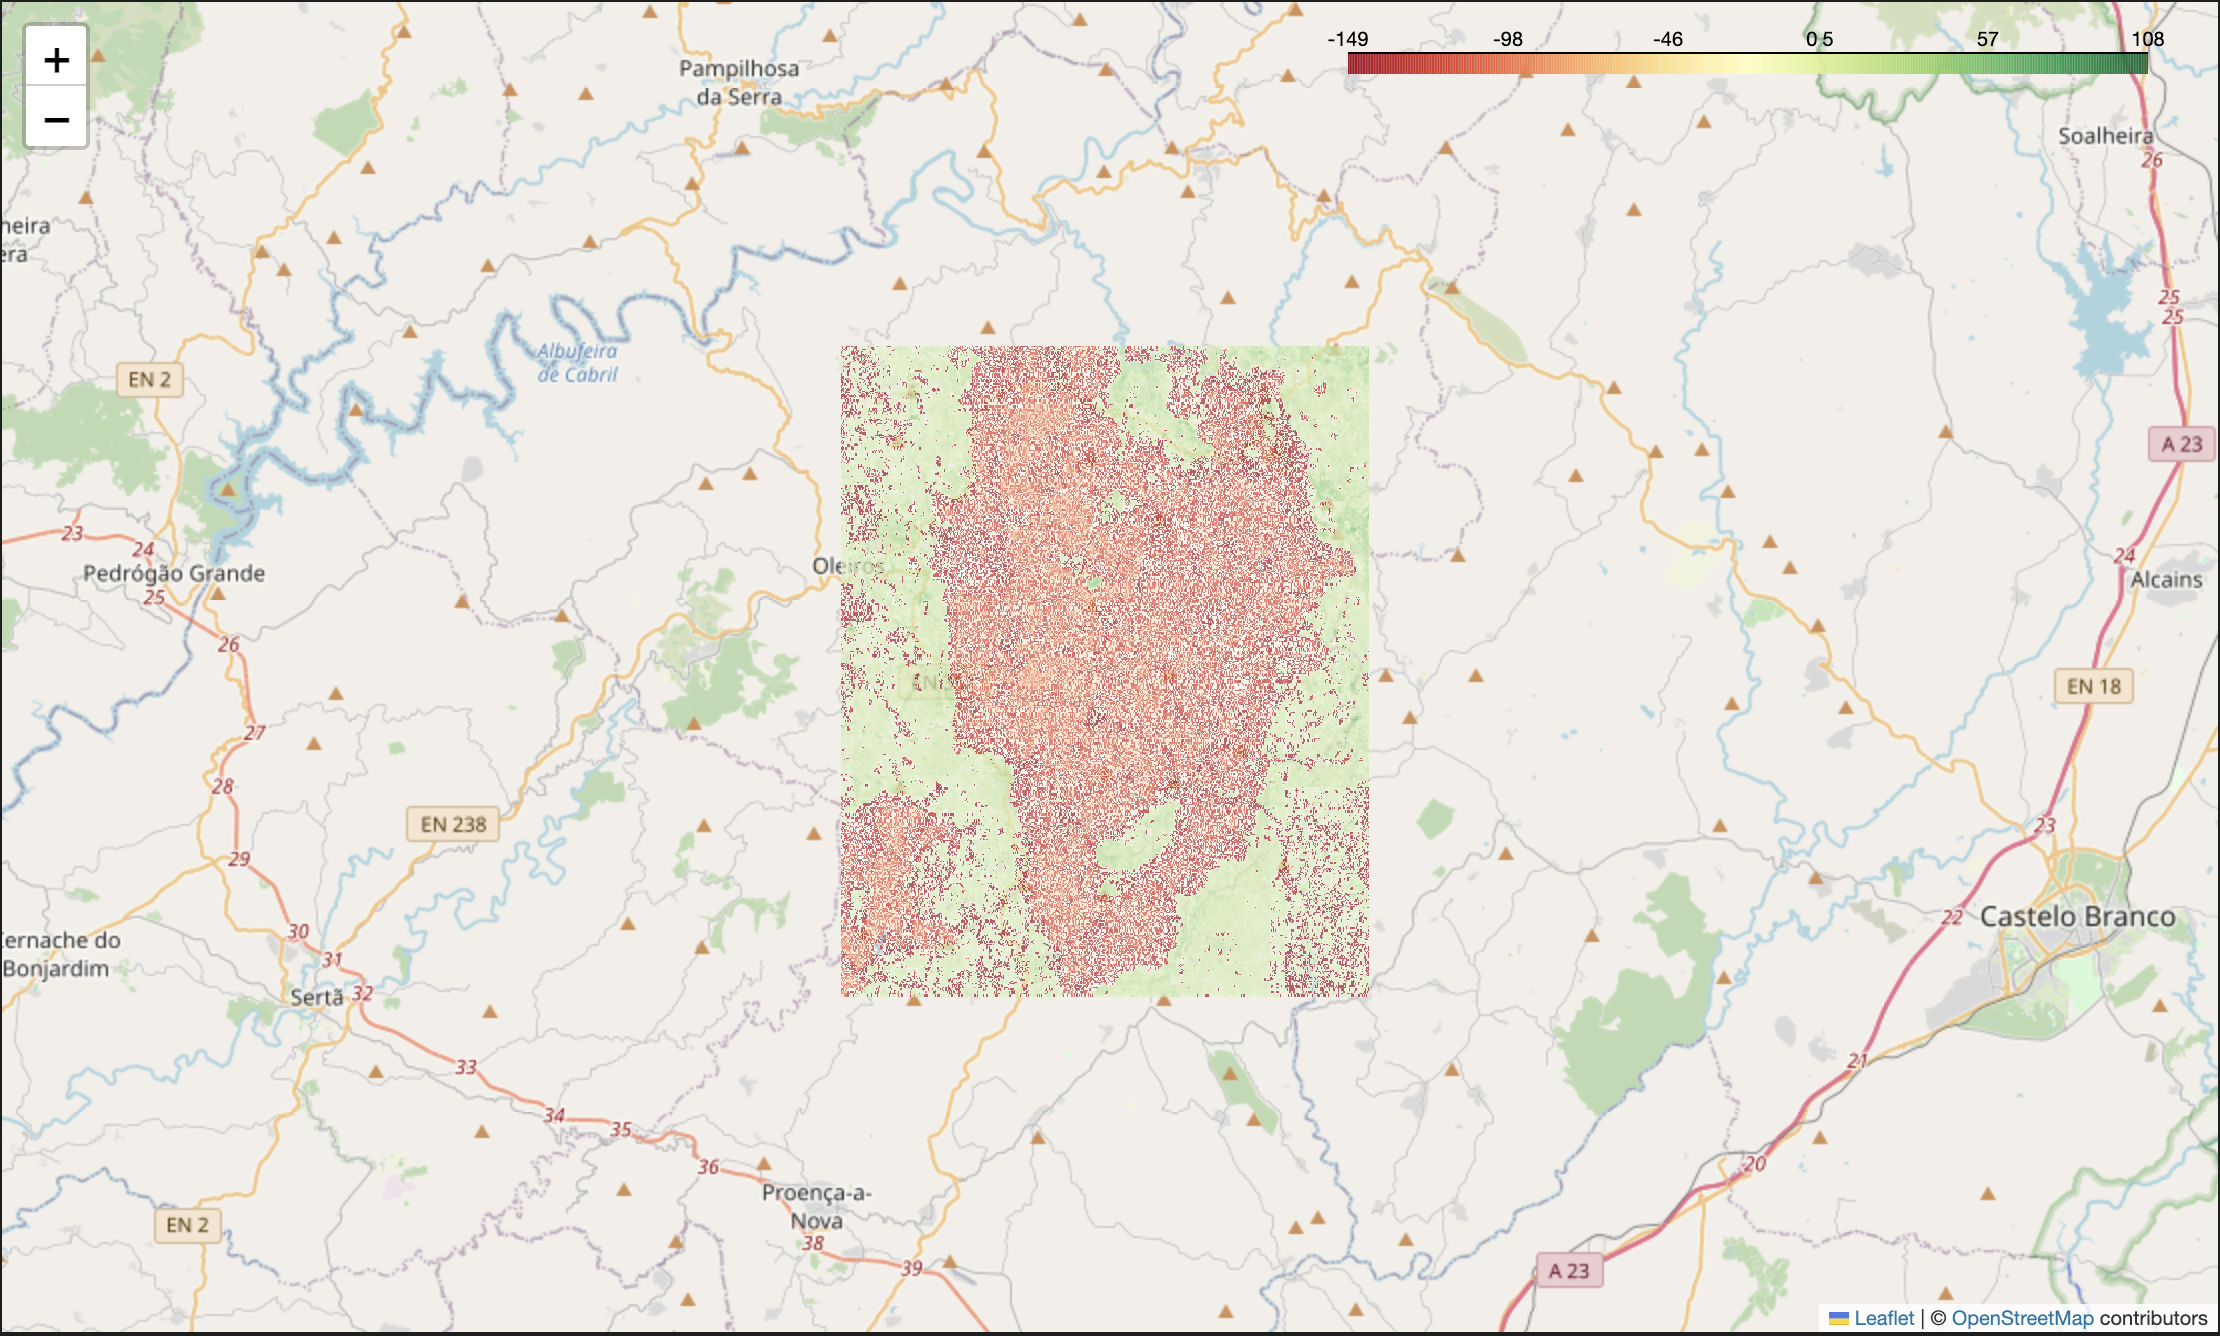 +
−
-149 -98 -46 0 5 57 108
Pampilhosa
da Serra
Soalheira
26
heira
era
25
25
Albufeira
de Cabril
EN 2
A 23
23
24
Pedrógão Grande
25
26
Oleiros
24
Alcains
EN
EN 18
27
28
EN 238
29
23
30
31
Sertã 32
Cernache do
Bonjardim
22
Castelo Branco
33
34
35
36
21
20
Proença-a-
Nova
38
39
EN 2
A 23
Leaflet | © OpenStreetMap contributors